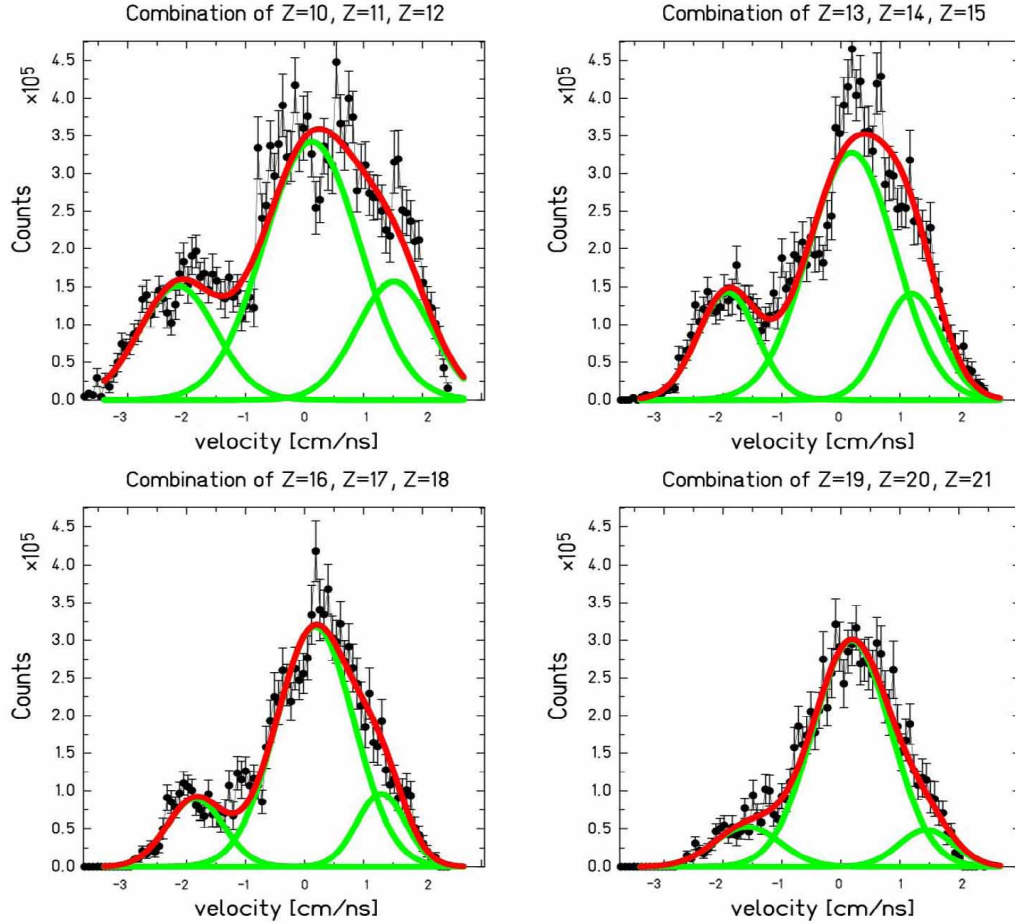 Combination of Z=10, Z=11, Z=12
Combination of Z=13, Z=14, Z=15
×10⁵
4.5
4.0
3.5
3.0
2.5
2.0
1.5
1.0
0.5
0.0
Counts
-3 -2 -1 0 1 2
velocity [cm/ns]
×10⁵
4.5
4.0
3.5
3.0
2.5
2.0
1.5
1.0
0.5
0.0
Counts
-3 -2 -1 0 1 2
velocity [cm/ns]
Combination of Z=16, Z=17, Z=18
Combination of Z=19, Z=20, Z=21
×10⁵
4.5
4.0
3.5
3.0
2.5
2.0
1.5
1.0
0.5
0.0
Counts
-3 -2 -1 0 1 2
velocity [cm/ns]
×10⁵
4.5
4.0
3.5
3.0
2.5
2.0
1.5
1.0
0.5
0.0
Counts
-3 -2 -1 0 1 2
velocity [cm/ns]